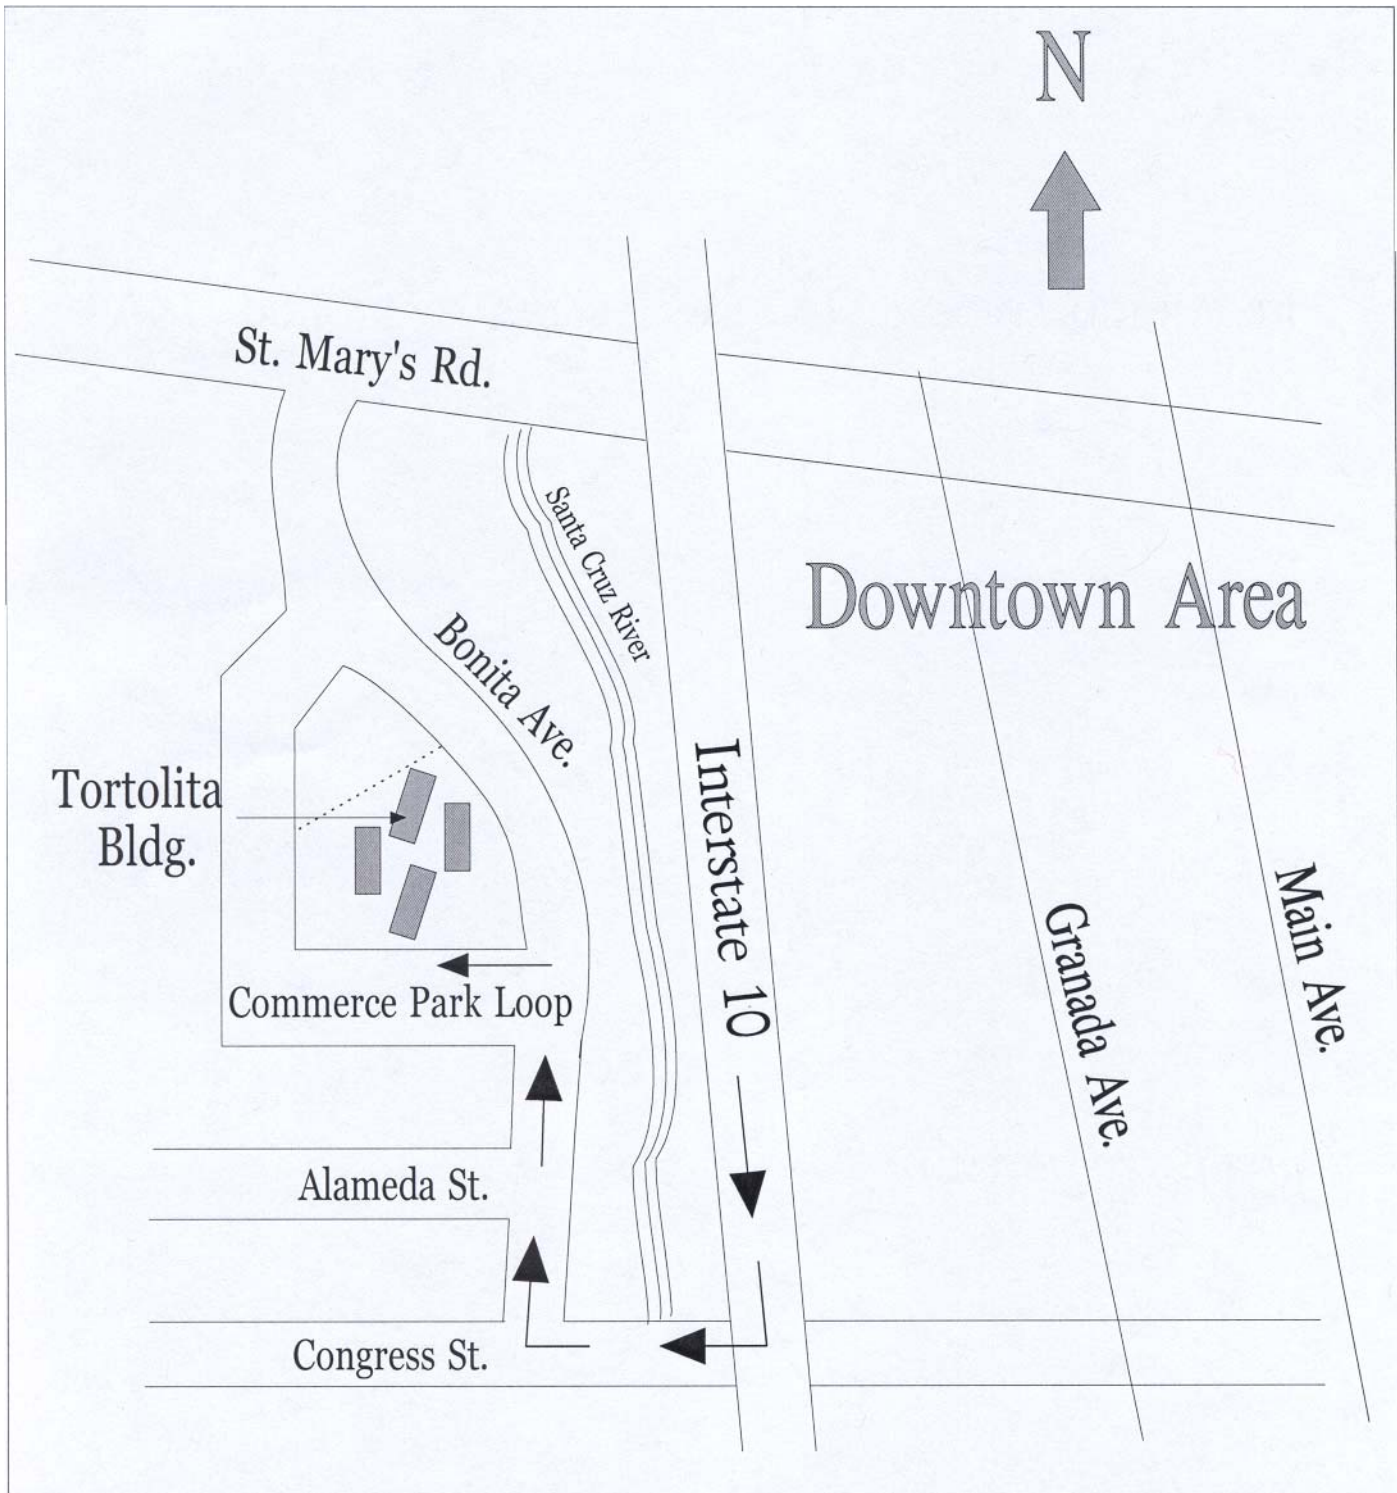 N
St. Mary's Rd.
Santa Cruz River
Downtown Area
Bonita Ave.
Tortolita
Bldg.
Interstate 10
Main Ave.
Granada Ave.
Commerce Park Loop
Alameda St.
Congress St.